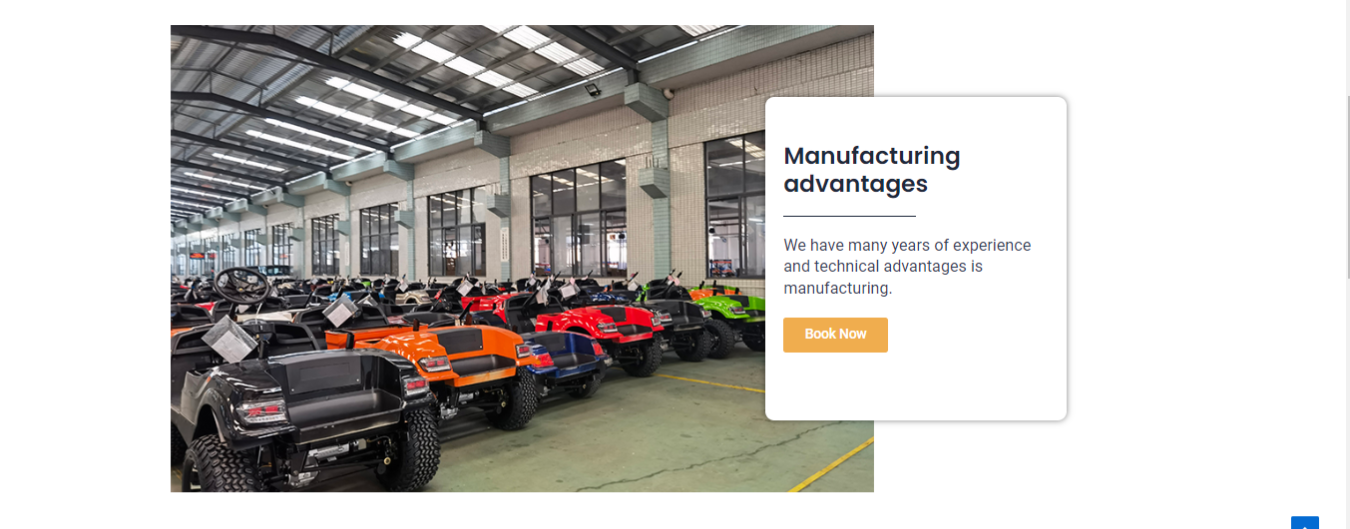 Manufacturing
advantages
We have many years of experience
and technical advantages is
manufacturing.
Book Now